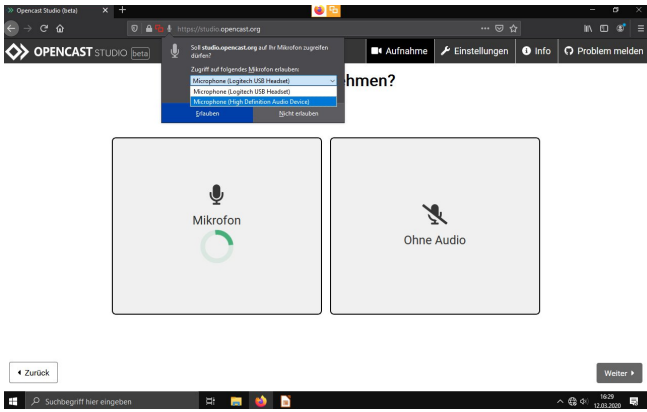 Opencast Studio (beta)
https://studio.opencast.org
OPENCAST STUDIO beta
Aufnahme
Einstellungen
Info
Problem melden
Soll studio.opencast.org auf Ihr Mikrofon zugreifen
dürfen?
Zugriff auf folgendes Mikrofon erlauben:
Microphone (Logitech USB Headset)
Microphone (Logitech USB Headset)
Microphone (High Definition Audio Device)
Erlauben
Nicht erlauben
hmen?
Mikrofon
Ohne Audio
Zurück
Weiter
Suchbegriff hier eingeben
16:29
12.03.2020